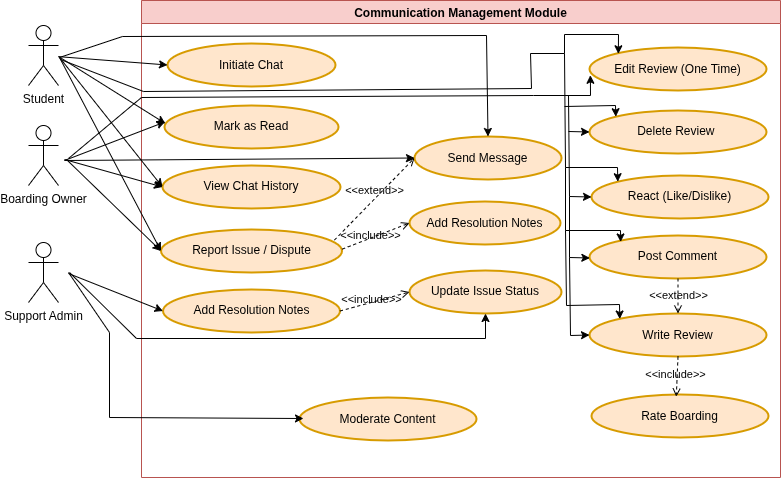 Communication Management Module
Student
Boarding Owner
Support Admin
Initiate Chat
Mark as Read
View Chat History
Report Issue / Dispute
Add Resolution Notes
Send Message
<<extend>>
Add Resolution Notes
<<include>>
Update Issue Status
<<include>>
Moderate Content
Edit Review (One Time)
Delete Review
React (Like/Dislike)
Post Comment
<<extend>>
Write Review
<<include>>
Rate Boarding